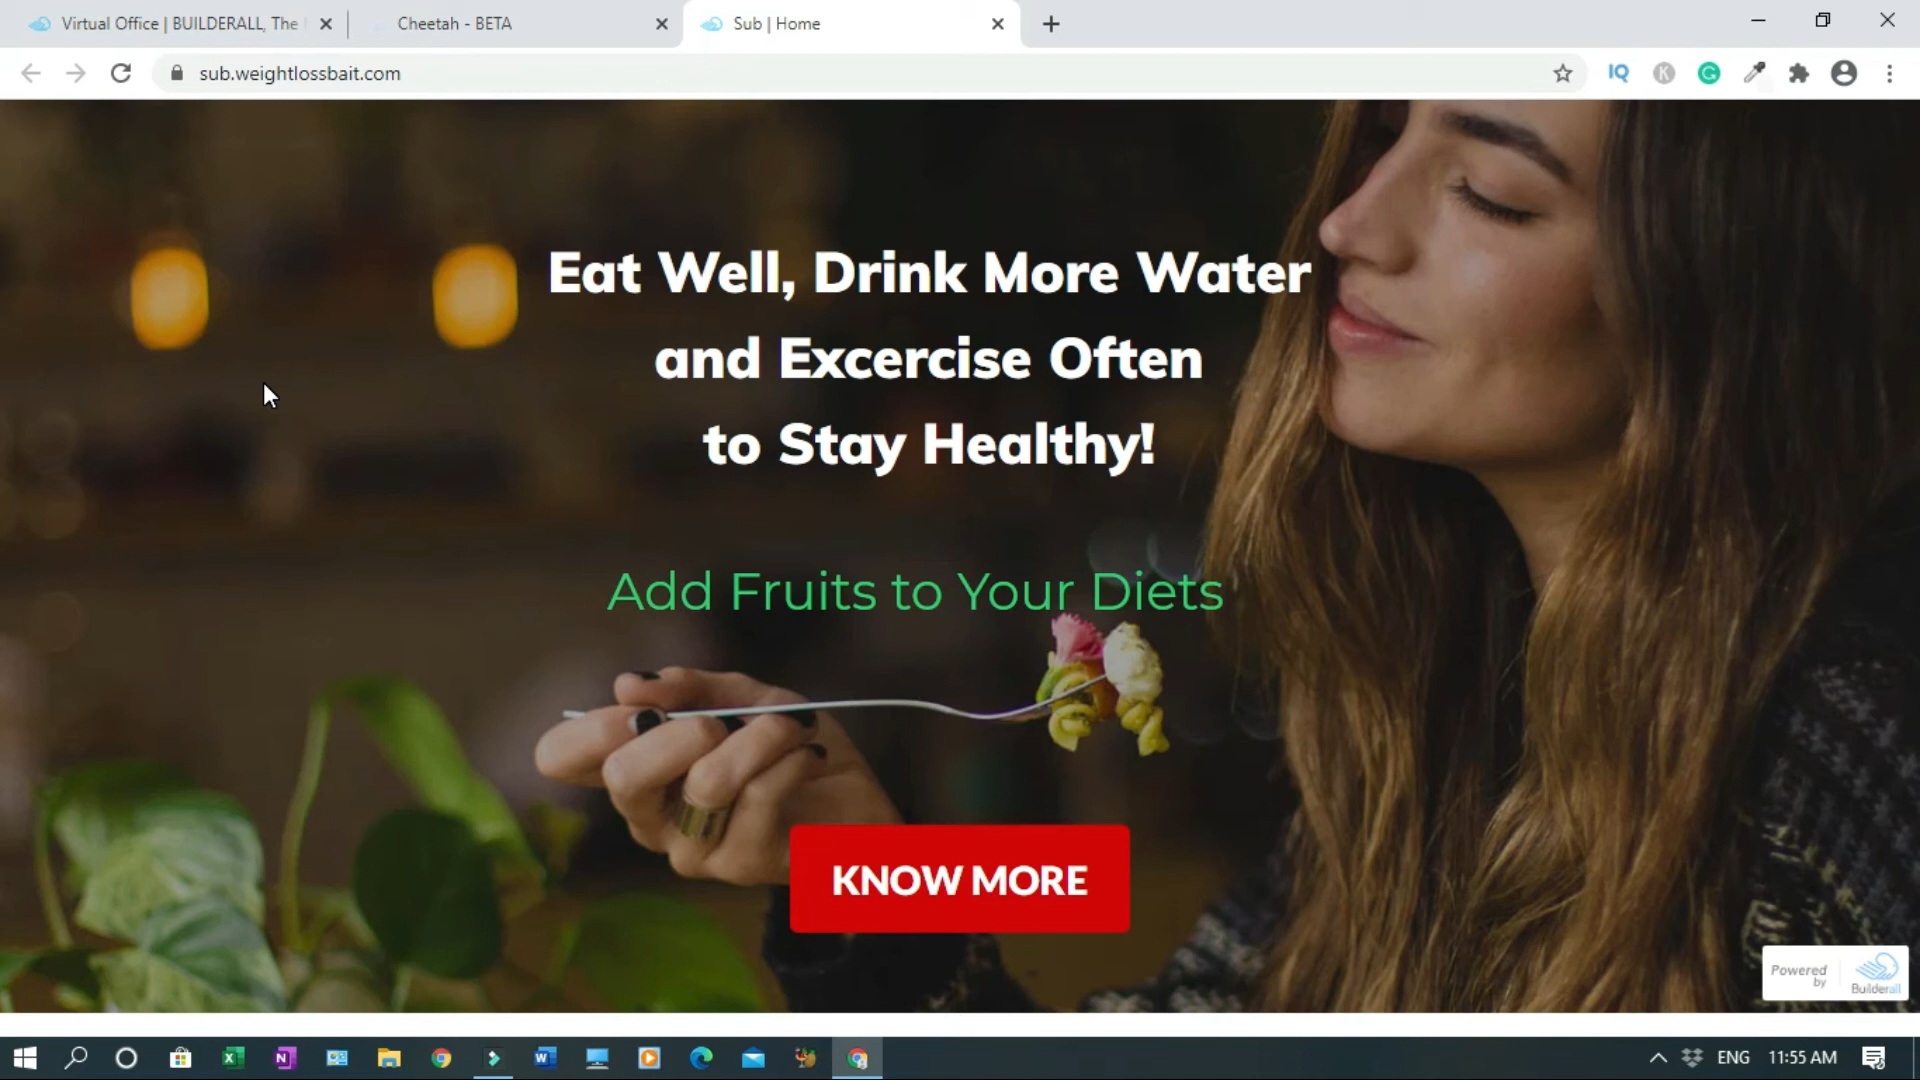 Virtual Office | BUILDERALL, The
Cheetah - BETA
Sub | Home
sub.weightlossbait.com
IQ
K
Eat Well, Drink More Water
and Excercise Often
to Stay Healthy!
Add Fruits to Your Diets
KNOW MORE
Powered
by
Builderall
ENG
11:55 AM